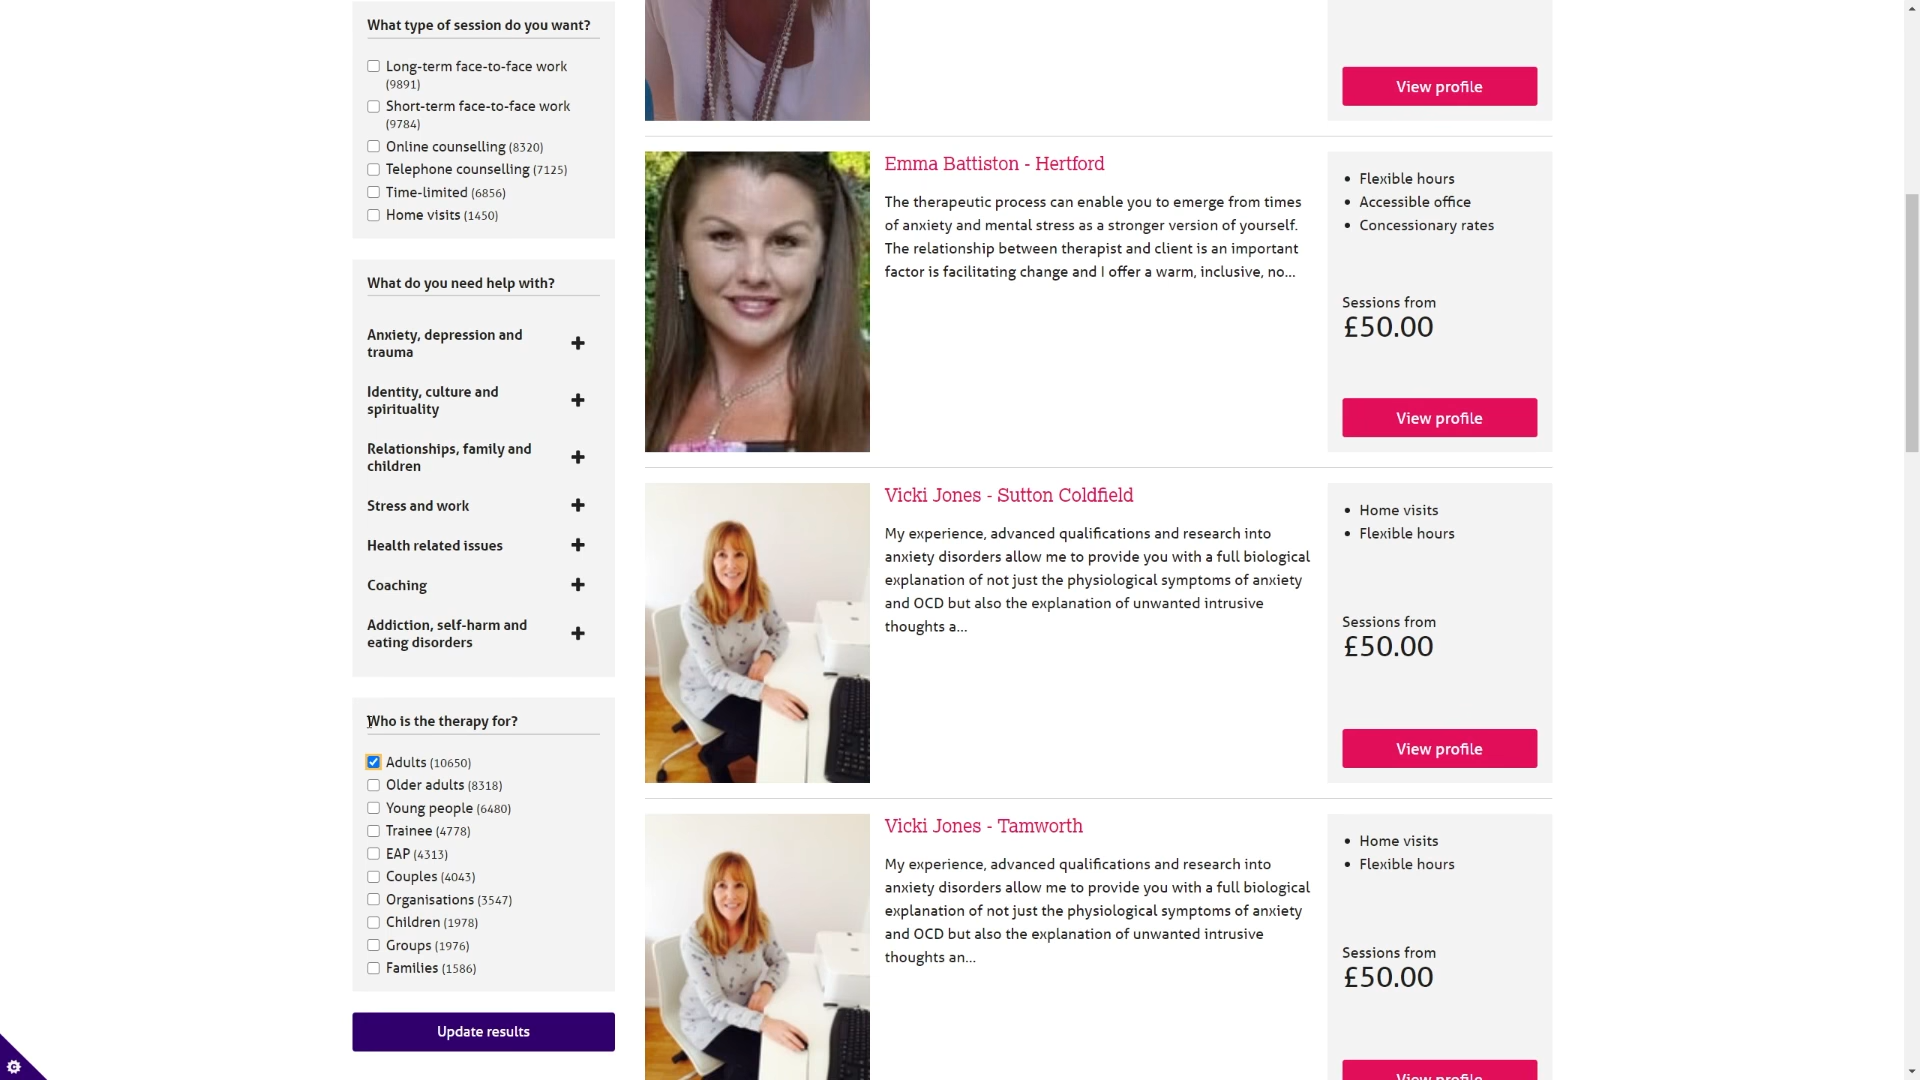 What type of session do you want?
Long-term face-to-face work
(9891)
Short-term face-to-face work
(9784)
Online counselling (8320)
Telephone counselling (7125)
Time-limited (6856)
Home visits (1450)
What do you need help with?
Anxiety, depression and
trauma
Identity, culture and
spirituality
Relationships, family and
children
Stress and work
Health related issues
Coaching
Addiction, self-harm and
eating disorders
Who is the therapy for?
Adults (10650)
Older adults (8318)
Young people (6480)
Trainee (4778)
EAP (4313)
Couples (4043)
Organisations (3547)
Children (1978)
Groups (1976)
Families (1586)
Update results
View profile
Emma Battiston - Hertford
The therapeutic process can enable you to emerge from times
of anxiety and mental stress as a stronger version of yourself.
The relationship between therapist and client is an important
factor is facilitating change and I offer a warm, inclusive, no...
Flexible hours
Accessible office
Concessionary rates
Sessions from
£50.00
View profile
Vicki Jones - Sutton Coldfield
My experience, advanced qualifications and research into
anxiety disorders allow me to provide you with a full biological
explanation of not just the physiological symptoms of anxiety
and OCD but also the explanation of unwanted intrusive
thoughts a...
Home visits
Flexible hours
Sessions from
£50.00
View profile
Vicki Jones - Tamworth
My experience, advanced qualifications and research into
anxiety disorders allow me to provide you with a full biological
explanation of not just the physiological symptoms of anxiety
and OCD but also the explanation of unwanted intrusive
thoughts an...
Home visits
Flexible hours
Sessions from
£50.00
View profile